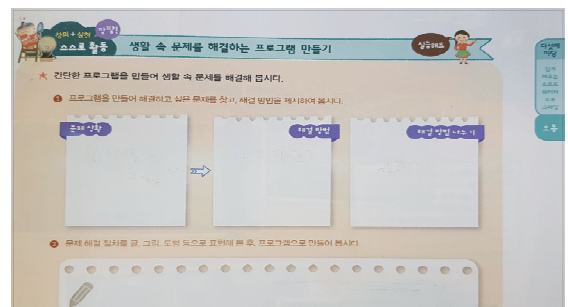 창의 + 실천
스스로 활동
생활 속 문제를 해결하는 프로그램 만들기
실습해요
간단한 프로그램을 만들어 생활 속 문제를 해결해 봅시다.
1 프로그램을 만들어 해결하고 싶은 문제를 찾고, 해결 방법을 제시하여 봅시다.
문제 상황
해결 방법
해결 방법 나누기
2 문제 해결 절차를 글, 그림, 도형 등으로 표현해 본 후, 프로그램으로 만들어 봅시다.